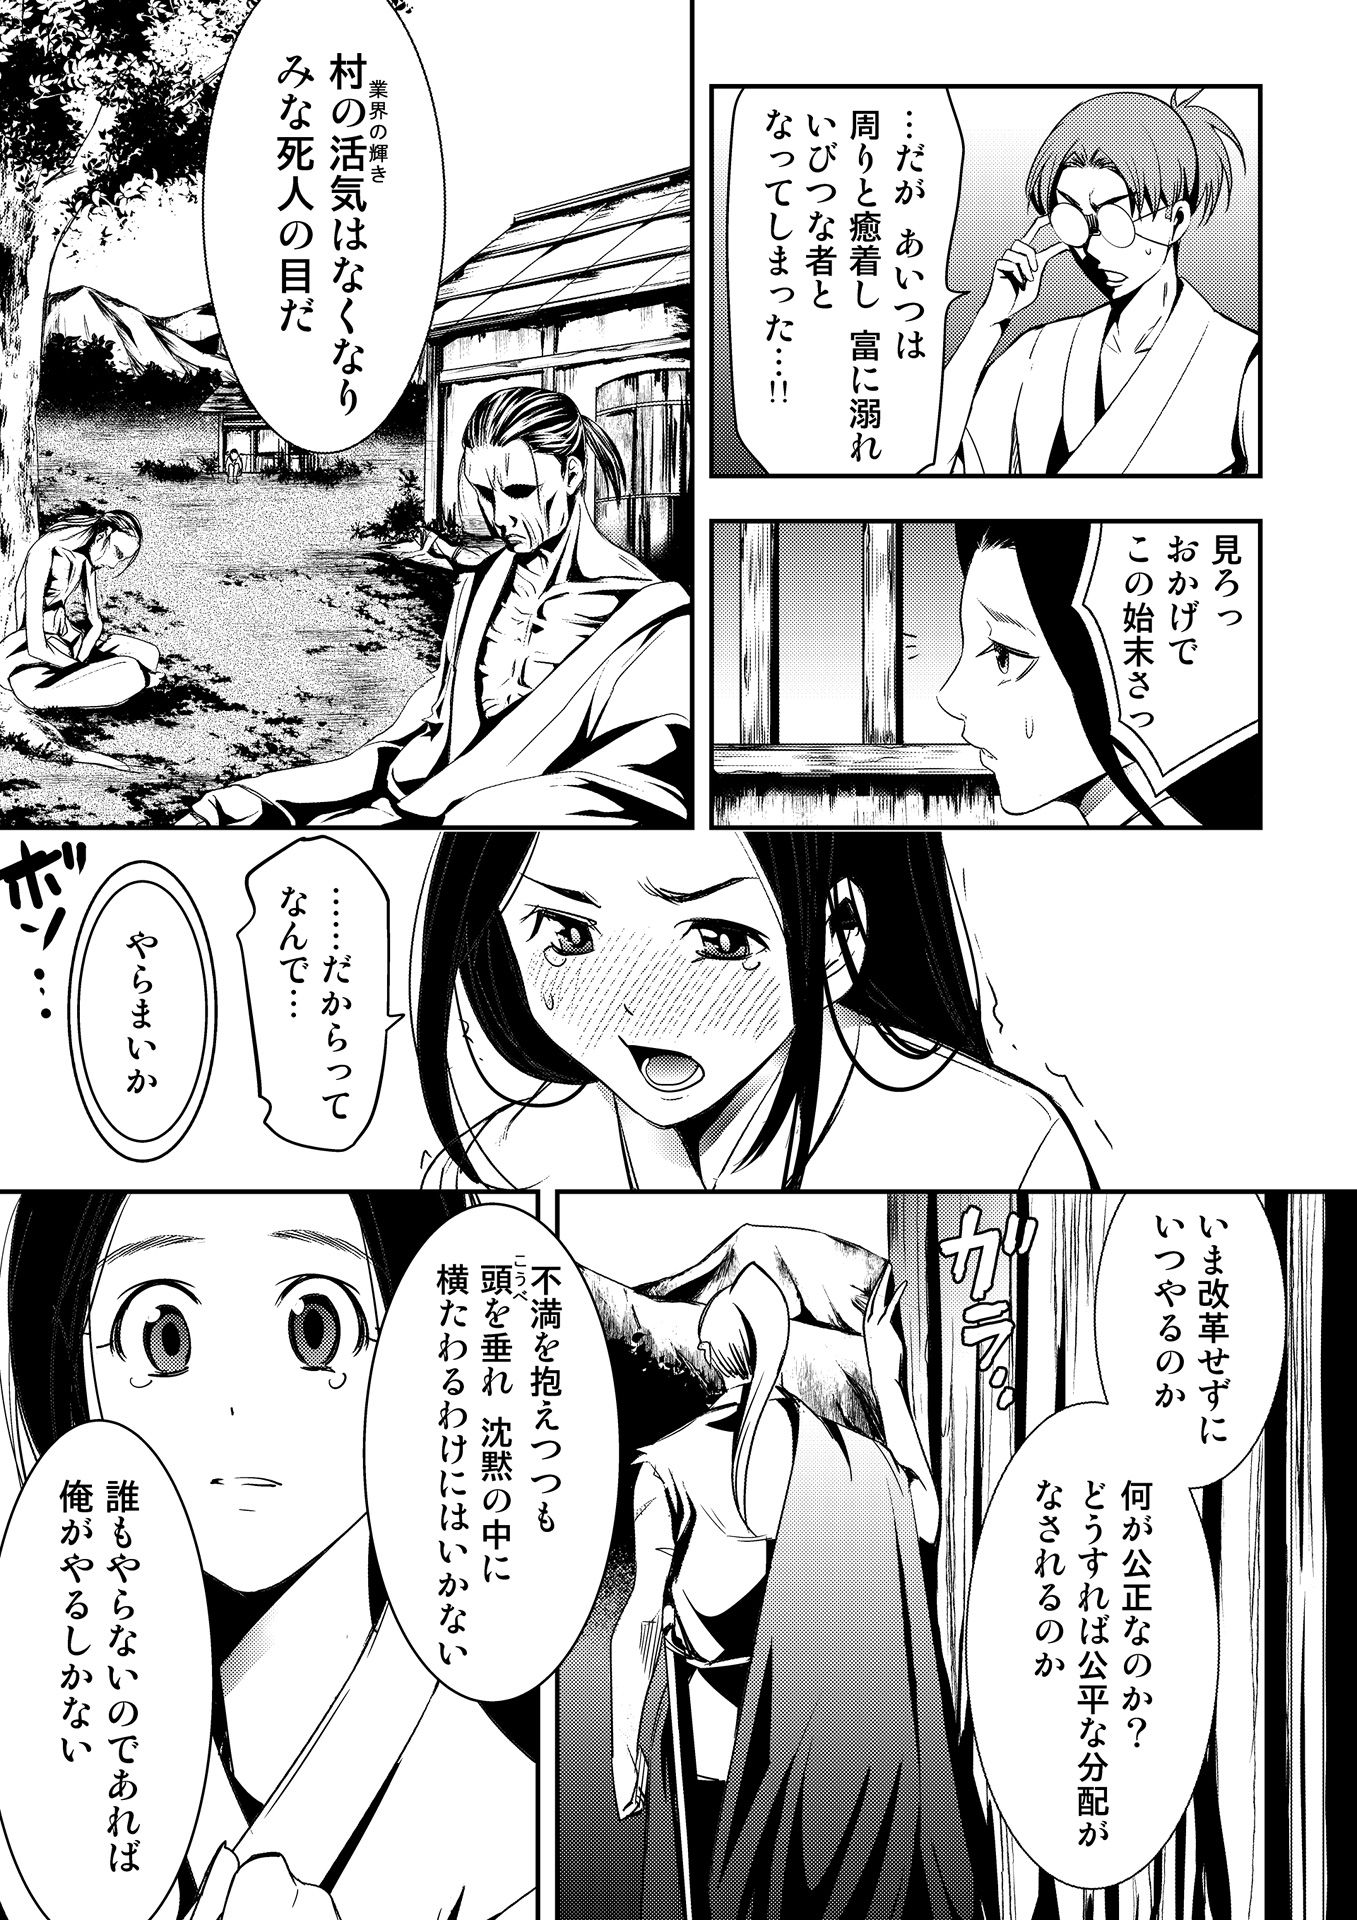 …だが あいつは
周りと癒着し 富に溺れ
いびつな者と
なってしまった…!!
見ろっ
おかげで
この始末さっ
村の活気はなくなり
業界の輝き
みな死人の目だ
……だからって
なんで…
やらまいか
ボン…
いま改革せずに
いつやるのか
何が公正なのか？
どうすれば公平な分配が
なされるのか
ガラッ
不満を抱えつつも
頭を垂れ 沈黙の中に
こうべ
横たわるわけにはいかない
誰もやらないのであれば
俺がやるしかない